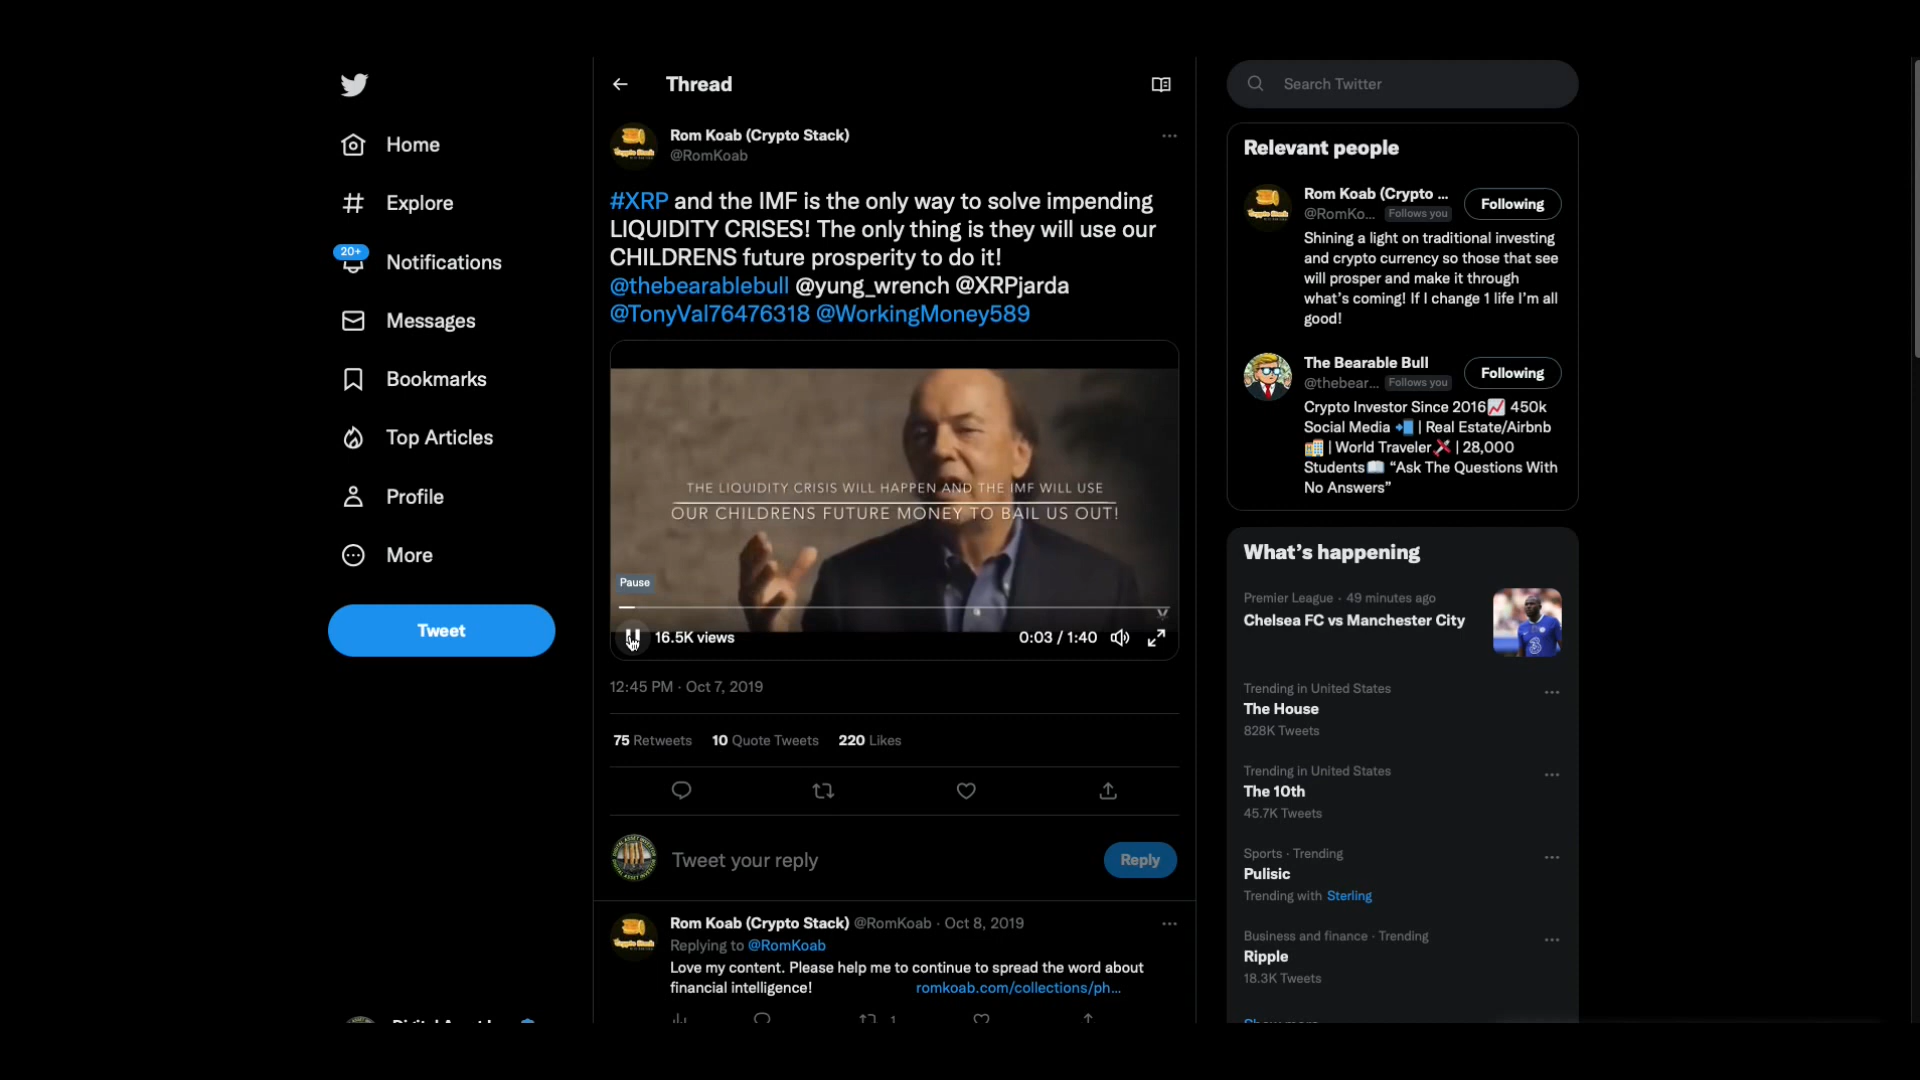 Home
Explore
20+
Notifications
Messages
Bookmarks
Top Articles
Profile
More
Tweet
Thread
Rom Koab (Crypto Stack)
@RomKoab
#XRP and the IMF is the only way to solve impending
LIQUIDITY CRISES! The only thing is they will use our
CHILDRENS future prosperity to do it!
@thebearablebull @yung_wrench @XRPjarda
@TonyVal76476318 @WorkingMoney589
THE LIQUIDITY CRISIS WILL HAPPEN AND THE IMF WILL USE
OUR CHILDRENS FUTURE MONEY TO BAIL US OUT!
Pause
16.5K views
0:03 / 1:40
12:45 PM · Oct 7, 2019
75 Retweets 10 Quote Tweets 220 Likes
Tweet your reply
Reply
Rom Koab (Crypto Stack) @RomKoab · Oct 8, 2019
Replying to @RomKoab
Love my content. Please help me to continue to spread the word about
financial intelligence! romkoab.com/collections/ph...
1
Search Twitter
Relevant people
Rom Koab (Crypto ...
@RomKo... Follows you
Following
Shining a light on traditional investing
and crypto currency so those that see
will prosper and make it through
what's coming! If I change 1 life I'm all
good!
The Bearable Bull
@thebear... Follows you
Following
Crypto Investor Since 2016📈 450k
Social Media 📲 | Real Estate/Airbnb
🏨 | World Traveler✈️ | 28,000
Students📖 "Ask The Questions With
No Answers"
What's happening
Premier League · 49 minutes ago
Chelsea FC vs Manchester City
Trending in United States
The House
828K Tweets
Trending in United States
The 10th
45.7K Tweets
Sports · Trending
Pulisic
Trending with Sterling
Business and finance · Trending
Ripple
18.3K Tweets